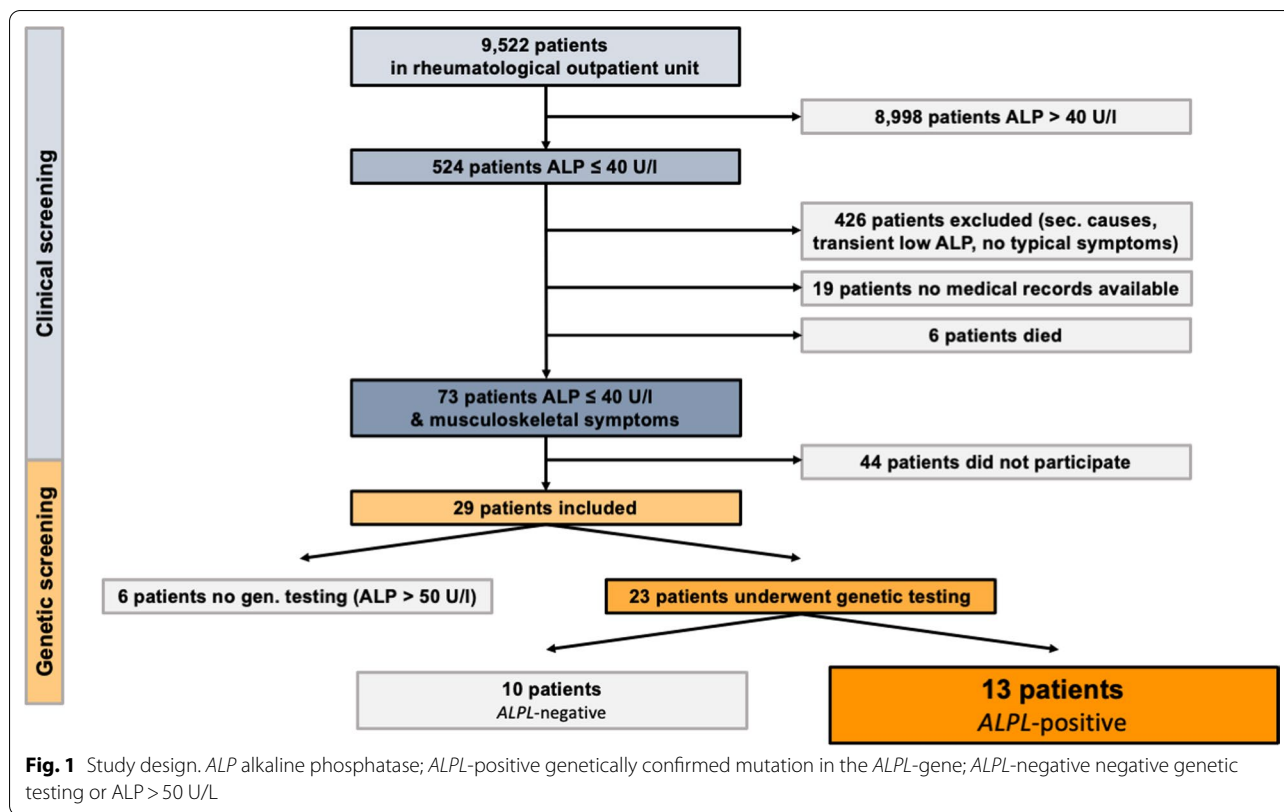 9,522 patients
in rheumatological outpatient unit
8,998 patients ALP > 40 U/l
524 patients ALP ≤ 40 U/l
426 patients excluded (sec. causes,
transient low ALP, no typical symptoms)
19 patients no medical records available
6 patients died
73 patients ALP ≤ 40 U/l
& musculoskeletal symptoms
44 patients did not participate
29 patients included
6 patients no gen. testing (ALP > 50 U/l)
23 patients underwent genetic testing
10 patients
ALPL-negative
13 patients
ALPL-positive
Clinical screening
Genetic screening
Fig. 1 Study design. ALP alkaline phosphatase; ALPL-positive genetically confirmed mutation in the ALPL-gene; ALPL-negative negative genetic
testing or ALP > 50 U/L